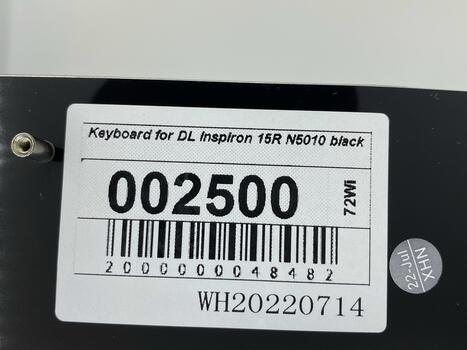 Keyboard for DL Inspiron 15R N5010 black
002500
72Wi
2000000048482
WH20220714
22-Jul
XHN